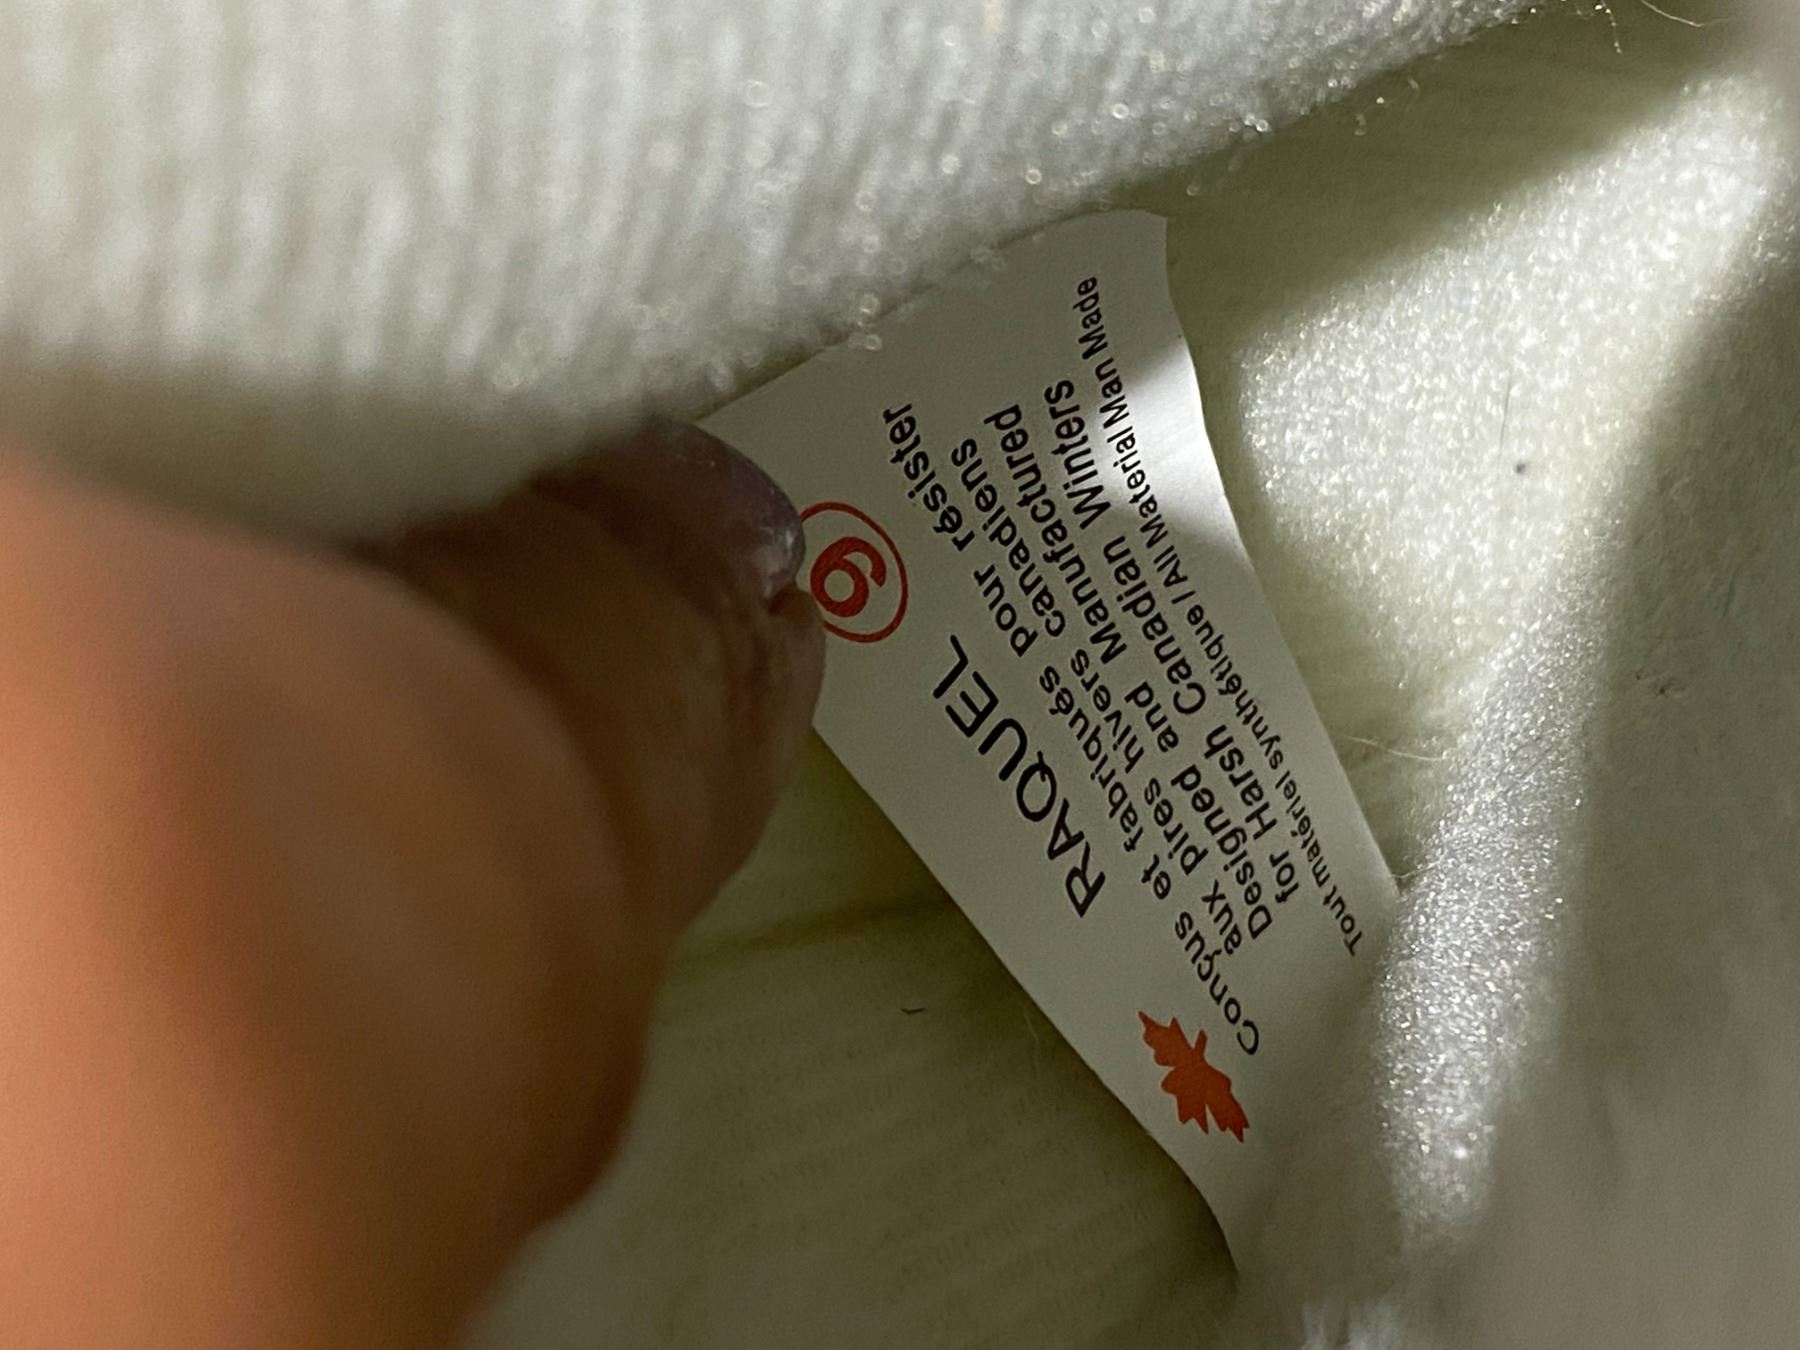 RAQUEL 9
Conçus et fabriqués pour résister
aux pires hivers canadiens
Designed and Manufactured
for Harsh Canadian Winters
Tout matériel synthétique / All Material Man Made